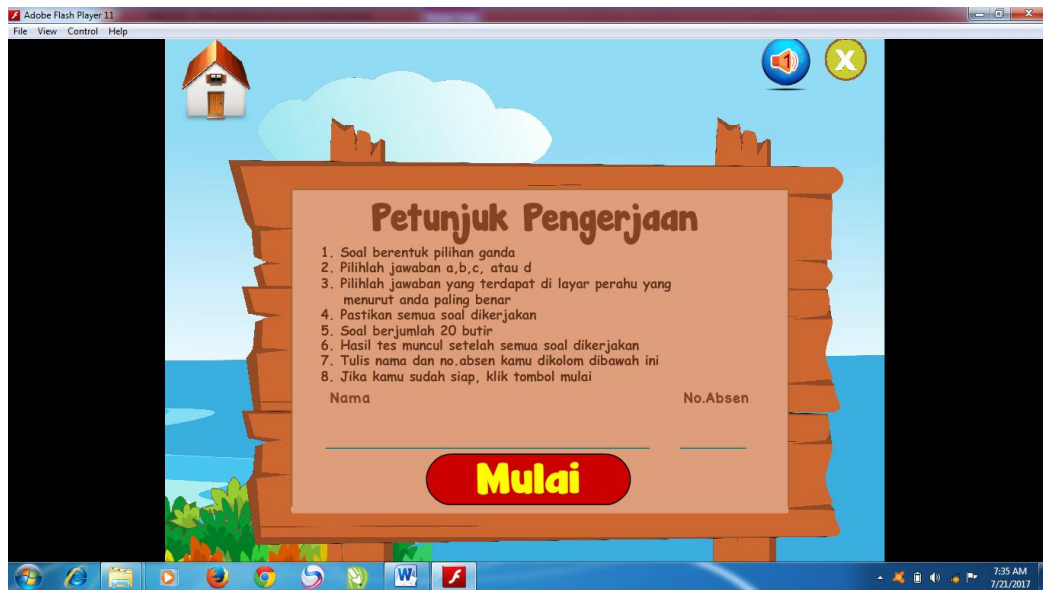 Adobe Flash Player 11
File View Control Help
X
Petunjuk Pengerjaan
1. Soal berentuk pilihan ganda
2. Pilihlah jawaban a,b,c, atau d
3. Pilihlah jawaban yang terdapat di layar perahu yang
menurut anda paling benar
4. Pastikan semua soal dikerjakan
5. Soal berjumlah 20 butir
6. Hasil tes muncul setelah semua soal dikerjakan
7. Tulis nama dan no.absen kamu dikolom dibawah ini
8. Jika kamu sudah siap, klik tombol mulai
Nama No.Absen
Mulai
7:35 AM
7/21/2017